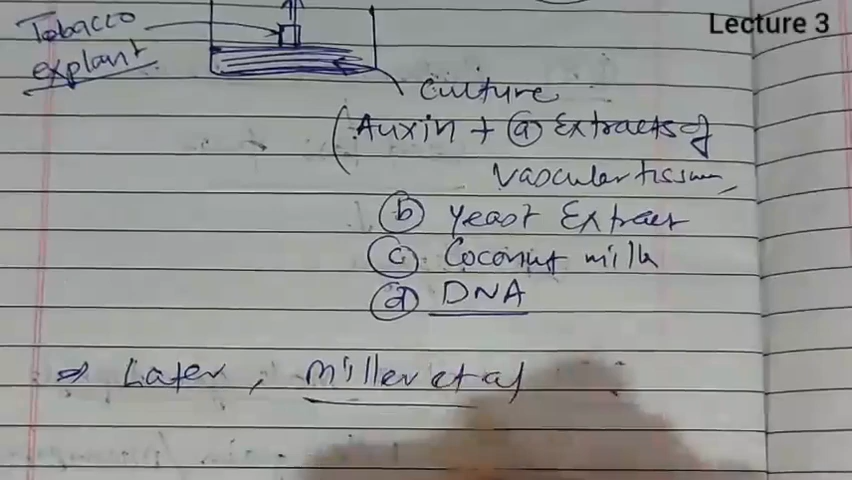 Lecture 3
Tobacco
explant
Culture
(Auxin + (a) Extracts of
Vascular tissue,
(b) Yeast Extract
(c) Coconut milk
(d) DNA
⇒ Later, Miller et al